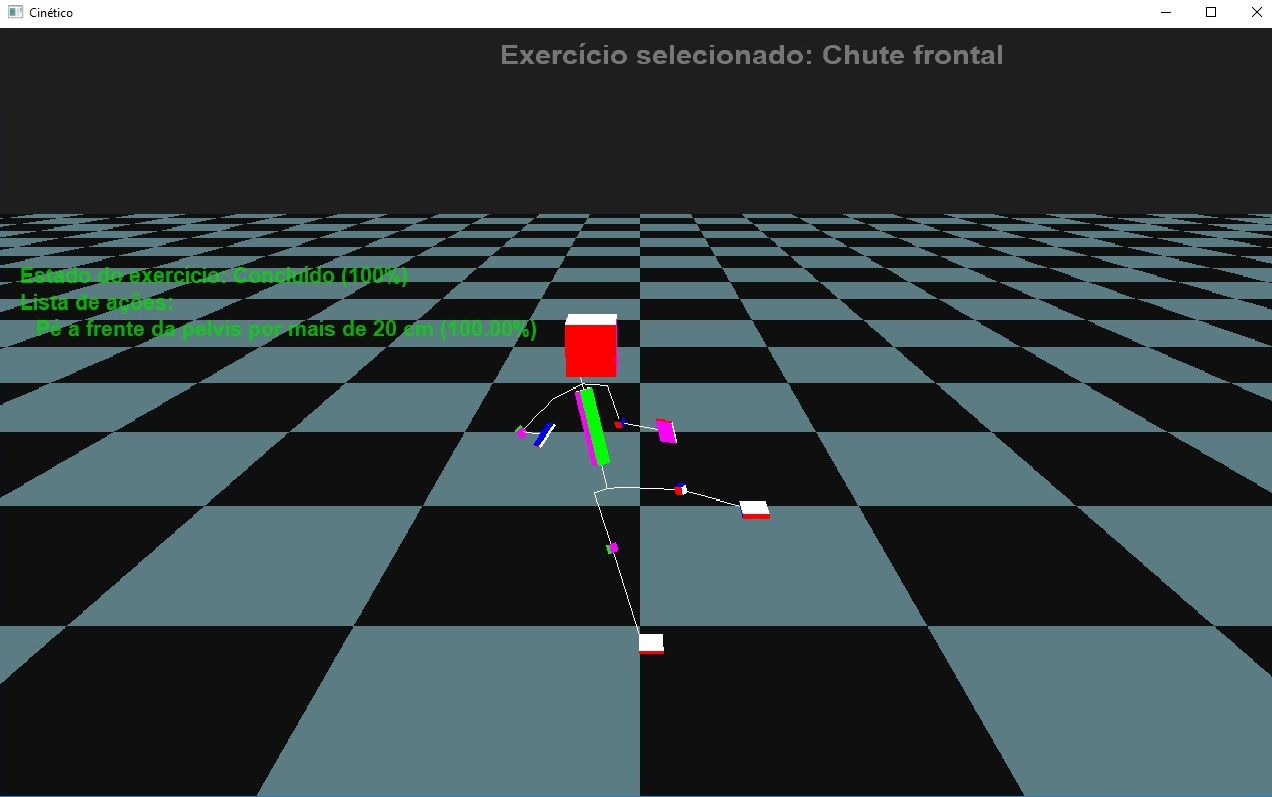 Cinético
Exercício selecionado: Chute frontal
Estado do exercício: Concluído (100%)
Lista de ações:
Pé a frente da pelvis por mais de 20 cm (100.00%)